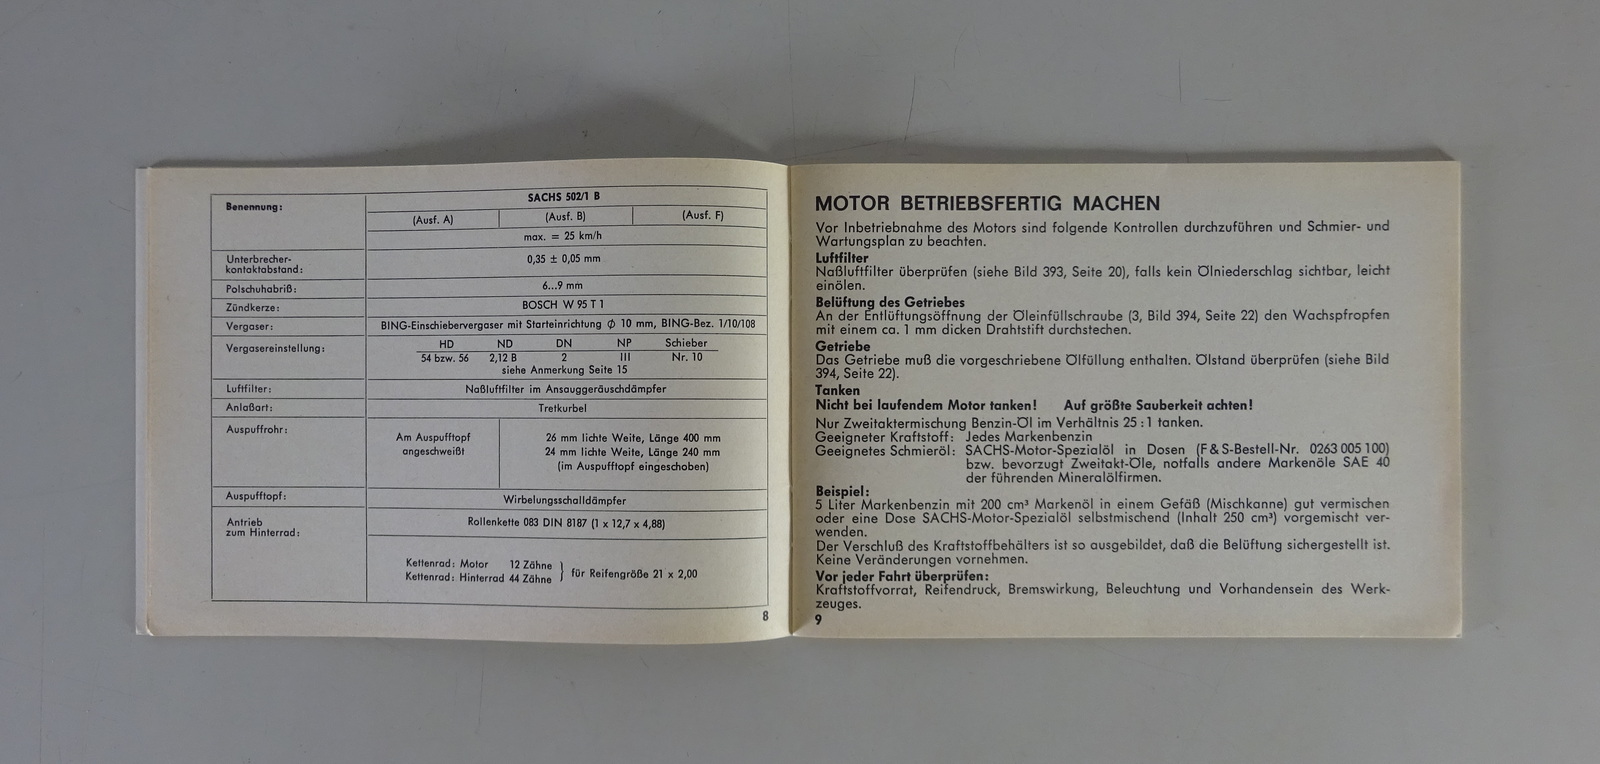 Benennung:
SACHS 502/1 B
(Ausf. A) (Ausf. B) (Ausf. F)
max. = 25 km/h
Unterbrecher-
kontaktabstand:
0,35 ± 0,05 mm
Polschuhabriß:
6...9 mm
Zündkerze:
BOSCH W 95 T 1
Vergaser:
BING-Einschiebervergaser mit Starteinrichtung ϕ 10 mm, BING-Bez. 1/10/108
Vergasereinstellung:
HD ND DN NP Schieber
54 bzw. 56 2,12 B 2 III Nr. 10
siehe Anmerkung Seite 15
Luftfilter:
Naßluftfilter im Ansauggeräuschdämpfer
Anlaßart:
Tretkurbel
Auspuffrohr:
Am Auspufftopf
angeschweißt
26 mm lichte Weite, Länge 400 mm
24 mm lichte Weite, Länge 240 mm
(im Auspufftopf eingeschoben)
Auspufftopf:
Wirbelungsschalldämpfer
Antrieb
zum Hinterrad:
Rollenkette 083 DIN 8187 (1 x 12,7 x 4,88)
Kettenrad: Motor 12 Zähne
Kettenrad: Hinterrad 44 Zähne
für Reifengröße 21 x 2,00
8
MOTOR BETRIEBSFERTIG MACHEN
Vor Inbetriebnahme des Motors sind folgende Kontrollen durchzuführen und Schmier- und
Wartungsplan zu beachten.
Luftfilter
Naßluftfilter überprüfen (siehe Bild 393, Seite 20), falls kein Ölniederschlag sichtbar, leicht
einölen.
Belüftung des Getriebes
An der Entlüftungsöffnung der Öleinfüllschraube (3, Bild 394, Seite 22) den Wachspfropfen
mit einem ca. 1 mm dicken Drahtstift durchstechen.
Getriebe
Das Getriebe muß die vorgeschriebene Ölfüllung enthalten. Ölstand überprüfen (siehe Bild
394, Seite 22).
Tanken
Nicht bei laufendem Motor tanken! Auf größte Sauberkeit achten!
Nur Zweitaktermischung Benzin-Öl im Verhältnis 25 : 1 tanken.
Geeigneter Kraftstoff: Jedes Markenbenzin
Geeignetes Schmieröl: SACHS-Motor-Spezialöl in Dosen (F & S-Bestell-Nr. 0263 005 100)
bzw. bevorzugt Zweitakt-Öle, notfalls andere Markenöle SAE 40
der führenden Mineralölfirmen.
Beispiel:
5 Liter Markenbenzin mit 200 cm³ Markenöl in einem Gefäß (Mischkanne) gut vermischen
oder eine Dose SACHS-Motor-Spezialöl selbstmischend (Inhalt 250 cm³) vorgemischt ver-
wenden.
Der Verschluß des Kraftstoffbehälters ist so ausgebildet, daß die Belüftung sichergestellt ist.
Keine Veränderungen vornehmen.
Vor jeder Fahrt überprüfen:
Kraftstoffvorrat, Reifendruck, Bremswirkung, Beleuchtung und Vorhandensein des Werk-
zeuges.
9